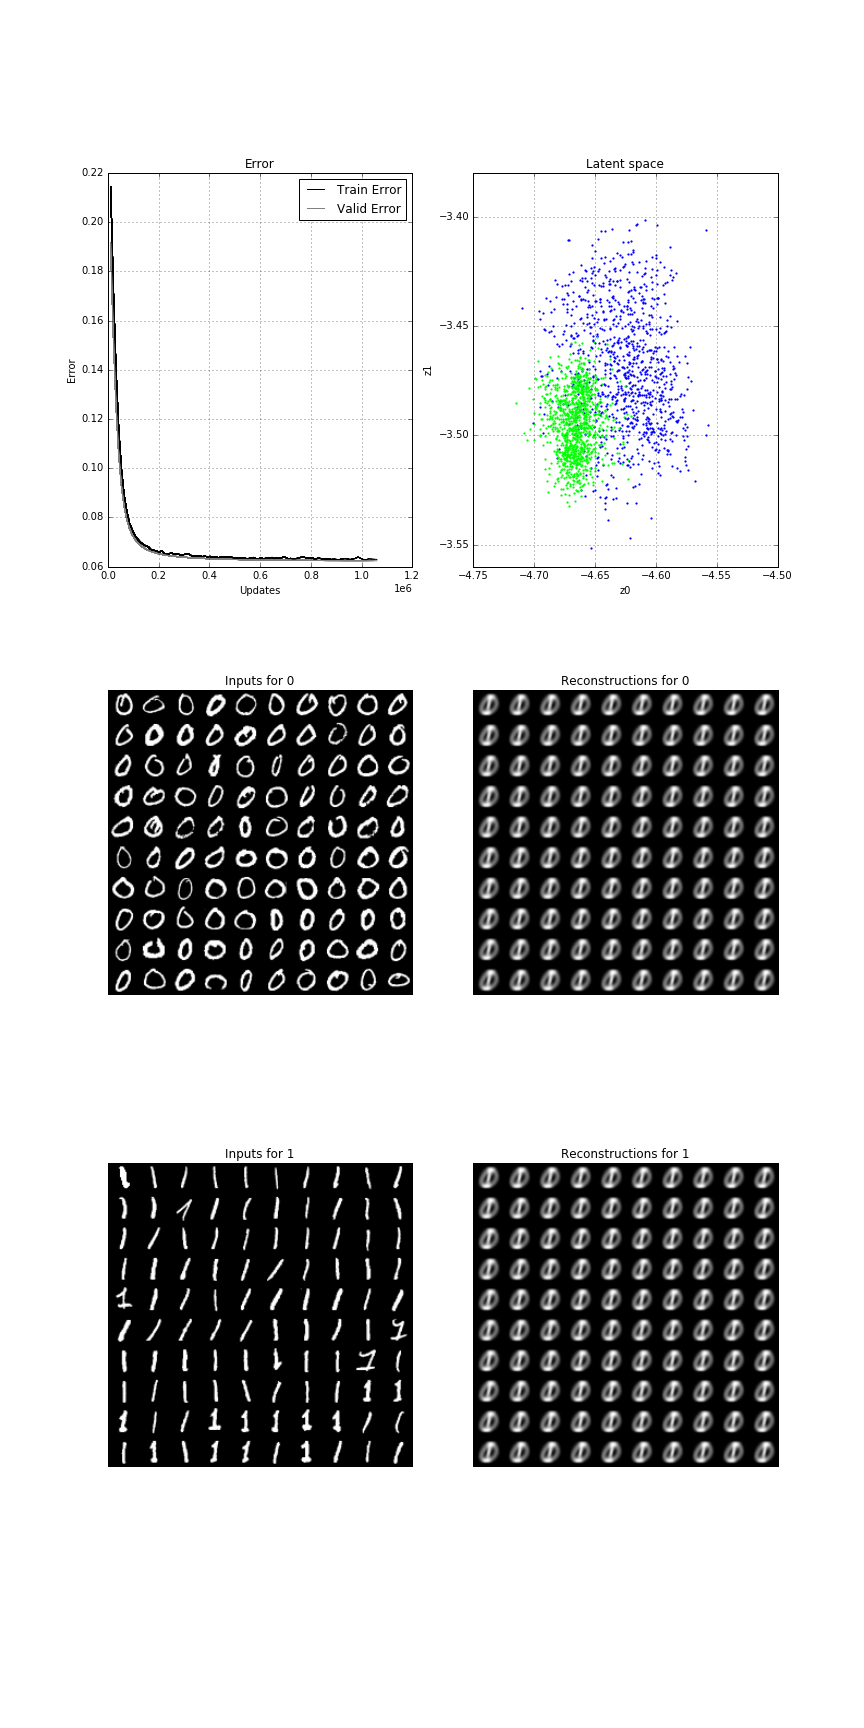 Error
0.22
0.20
0.18
0.16
0.14
0.12
0.10
0.08
0.06
Error
Train Error
Valid Error
0.0 0.2 0.4 0.6 0.8 1.0 1.2
Updates
1e6
Latent space
−3.40
−3.45
−3.50
−3.55
z1
−4.75 −4.70 −4.65 −4.60 −4.55 −4.50
z0
Inputs for 0
Reconstructions for 0
Inputs for 1
Reconstructions for 1